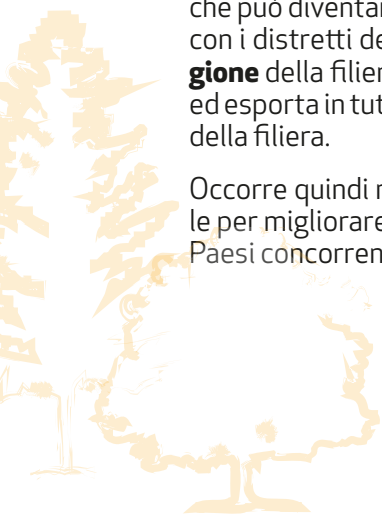 che può diventar
con i distretti de
gione della filier
ed esporta in tut
della filiera.
Occorre quindi r
le per migliorare
Paesi concorren